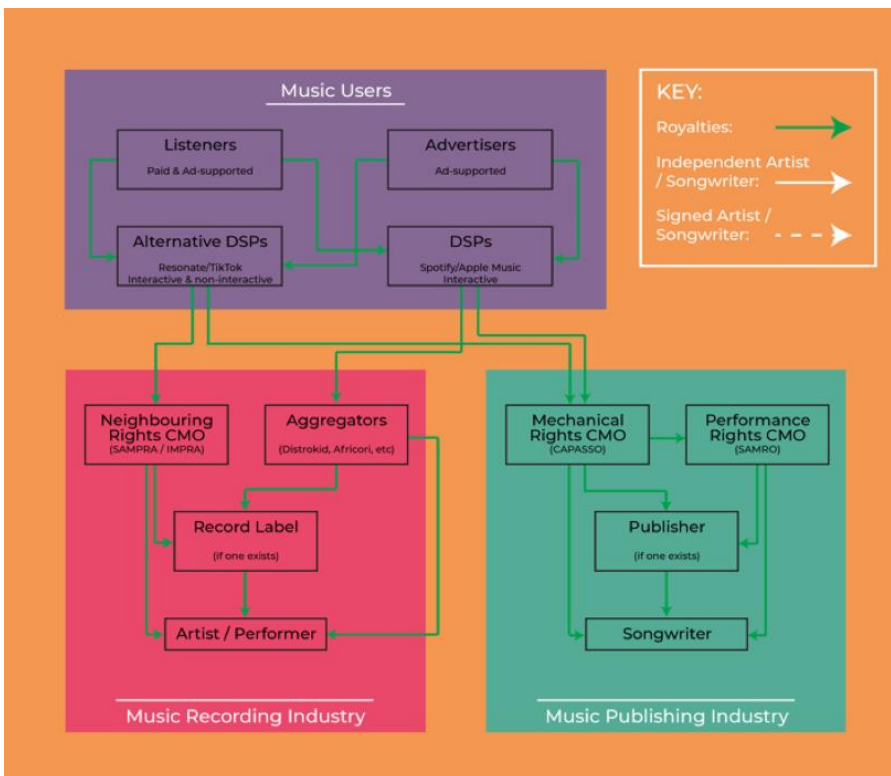 Music Users
Listeners
Paid & Ad-supported
Advertisers
Ad-supported
Alternative DSPs
Resonate/TikTok
Interactive & non-interactive
DSPs
Spotify/Apple Music
Interactive
KEY:
Royalties:
Independent Artist
/ Songwriter:
Signed Artist /
Songwriter:
Neighbouring
Rights CMO
(SAMPRA / IMPRA)
Aggregators
(Distrokid, Africori, etc)
Record Label
(if one exists)
Artist / Performer
Music Recording Industry
Mechanical
Rights CMO
(CAPASSO)
Performance
Rights CMO
(SAMRO)
Publisher
(if one exists)
Songwriter
Music Publishing Industry